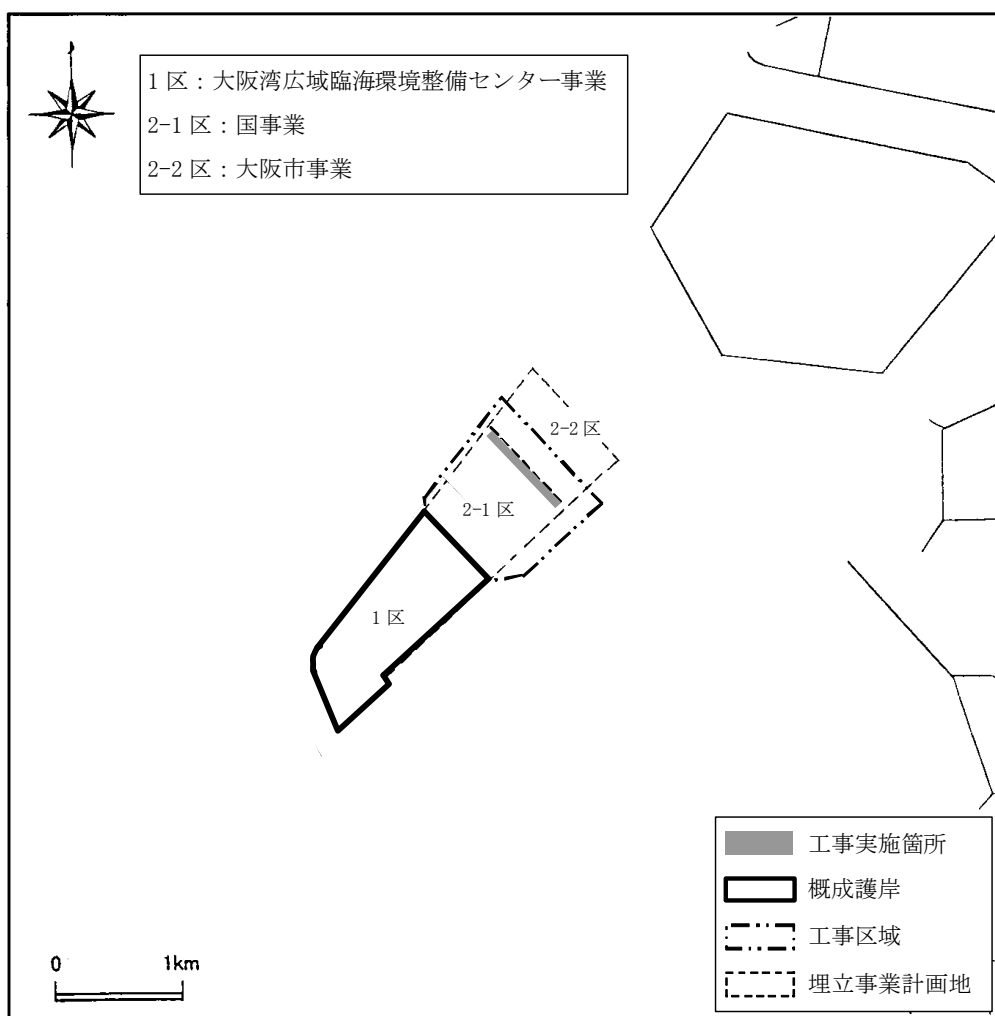 1区：大阪湾広域臨海環境整備センター事業
2-1区：国事業
2-2区：大阪市事業
2-2区
2-1区
1区
工事実施箇所
概成護岸
工事区域
埋立事業計画地
0 1km